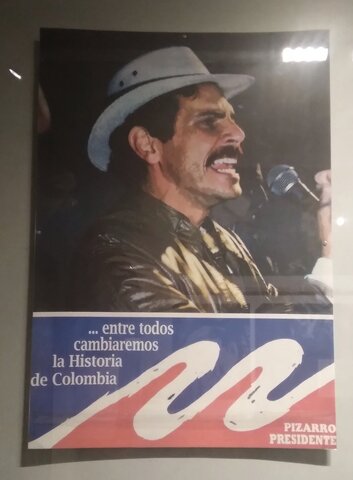 ... entre todos
cambiaremos
la Historia
de Colombia
PIZARRO
PRESIDENTE